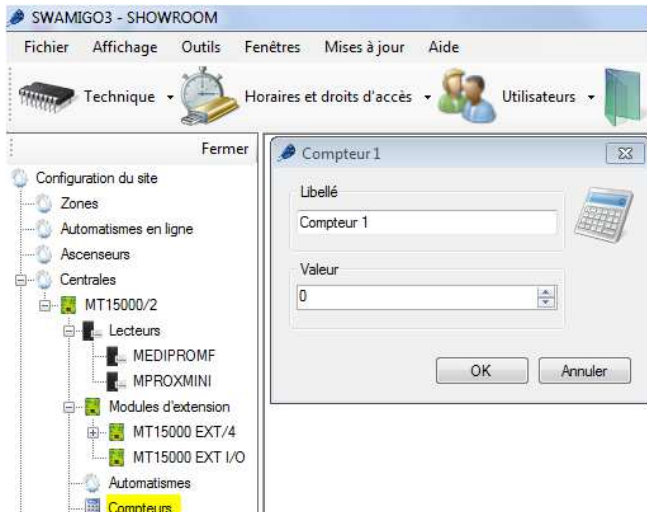 SWAMIGO3 - SHOWROOM
Fichier Affichage Outils Fenêtres Mises à jour Aide
Technique Horaires et droits d'accès Utilisateurs
Fermer
Configuration du site
Zones
Automatismes en ligne
Ascenseurs
Centrales
MT15000/2
Lecteurs
MEDIPROMF
MPROXMINI
Modules d'extension
MT15000 EXT/4
MT15000 EXT I/O
Automatismes
Compteurs
Compteur 1
Libellé
Compteur 1
Valeur
0
OK Annuler